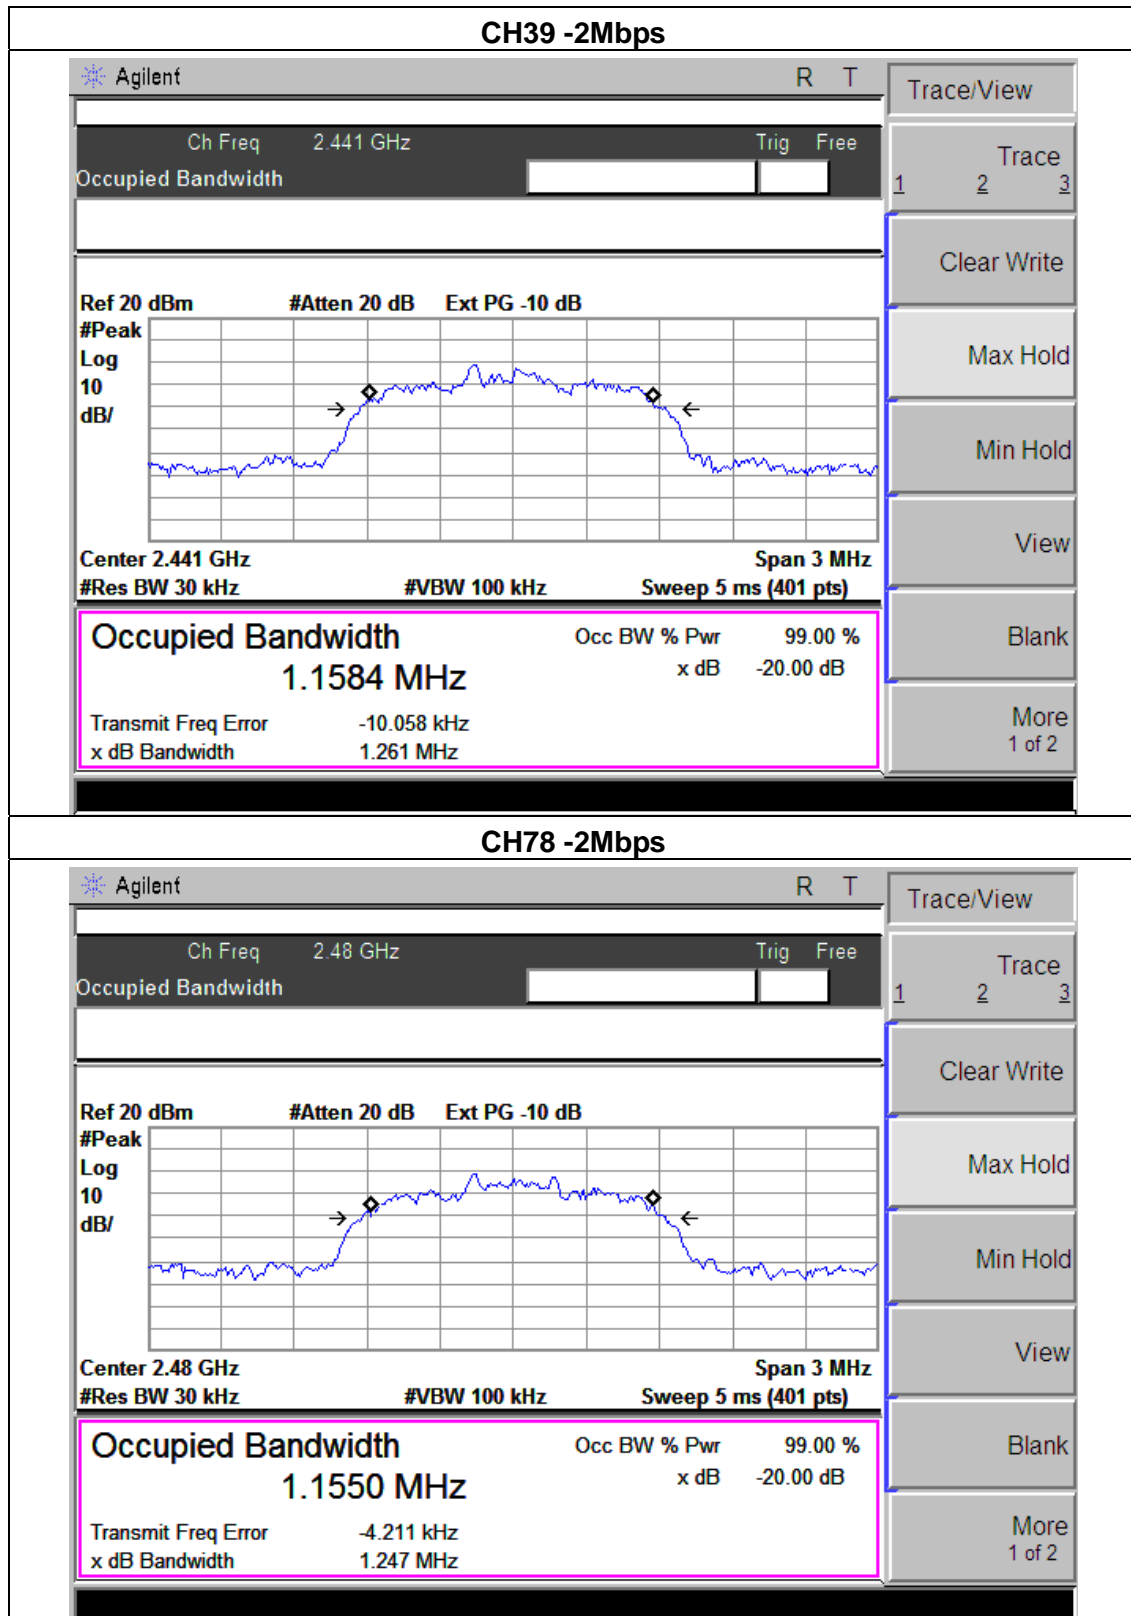 CH39 -2Mbps
Agilent R T
Trace/View
Ch Freq 2.441 GHz Trig Free
Occupied Bandwidth
Trace
1 2 3
Clear Write
Ref 20 dBm #Atten 20 dB Ext PG -10 dB
#Peak
Log
10
dB/
Max Hold
Min Hold
View
Center 2.441 GHz Span 3 MHz
#Res BW 30 kHz #VBW 100 kHz Sweep 5 ms (401 pts)
Occupied Bandwidth Occ BW % Pwr 99.00 %
1.1584 MHz x dB -20.00 dB
Blank
Transmit Freq Error -10.058 kHz
x dB Bandwidth 1.261 MHz
More
1 of 2
CH78 -2Mbps
Agilent R T
Trace/View
Ch Freq 2.48 GHz Trig Free
Occupied Bandwidth
Trace
1 2 3
Clear Write
Ref 20 dBm #Atten 20 dB Ext PG -10 dB
#Peak
Log
10
dB/
Max Hold
Min Hold
View
Center 2.48 GHz Span 3 MHz
#Res BW 30 kHz #VBW 100 kHz Sweep 5 ms (401 pts)
Occupied Bandwidth Occ BW % Pwr 99.00 %
1.1550 MHz x dB -20.00 dB
Blank
Transmit Freq Error -4.211 kHz
x dB Bandwidth 1.247 MHz
More
1 of 2